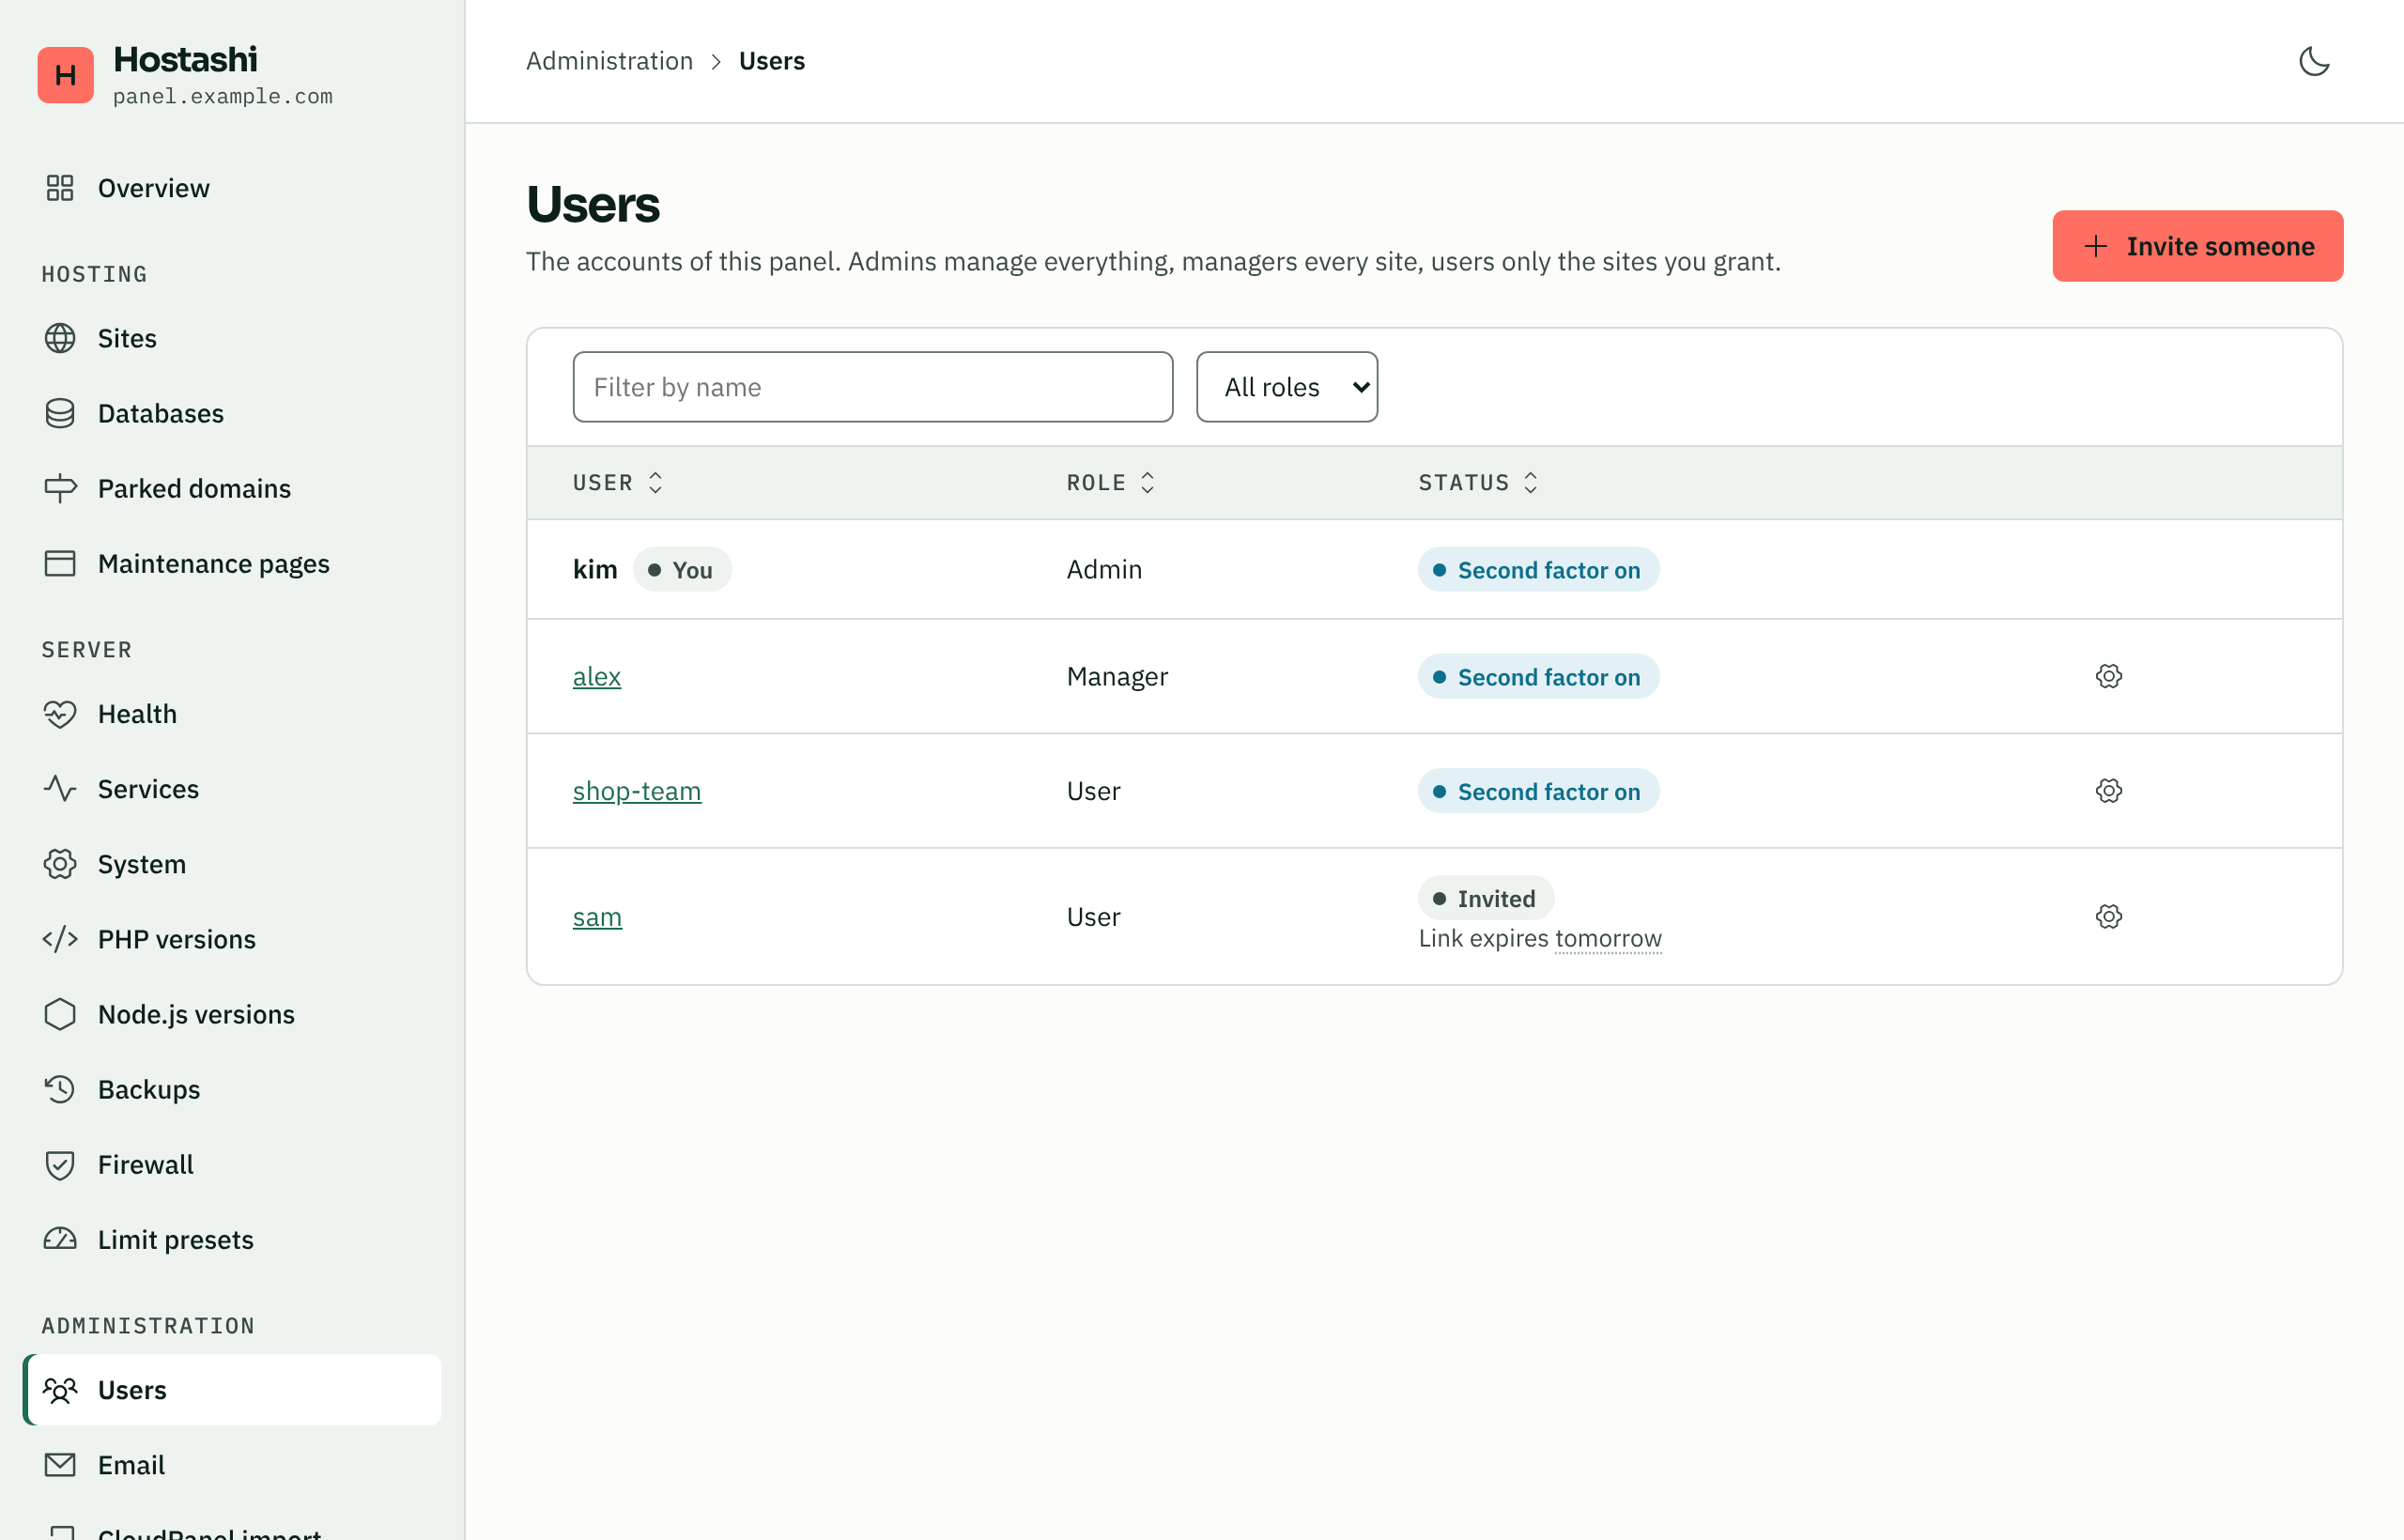 H
Hostashi
panel.example.com
Overview
HOSTING
Sites
Databases
Parked domains
Maintenance pages
SERVER
Health
Services
System
PHP versions
Node.js versions
Backups
Firewall
Limit presets
ADMINISTRATION
Users
Email
CloudPanel import
Administration > Users
Users
The accounts of this panel. Admins manage everything, managers every site, users only the sites you grant.
Invite someone
Filter by name
All roles
USER ROLE STATUS
kim You Admin Second factor on
alex Manager Second factor on
shop-team User Second factor on
sam User Invited
Link expires tomorrow